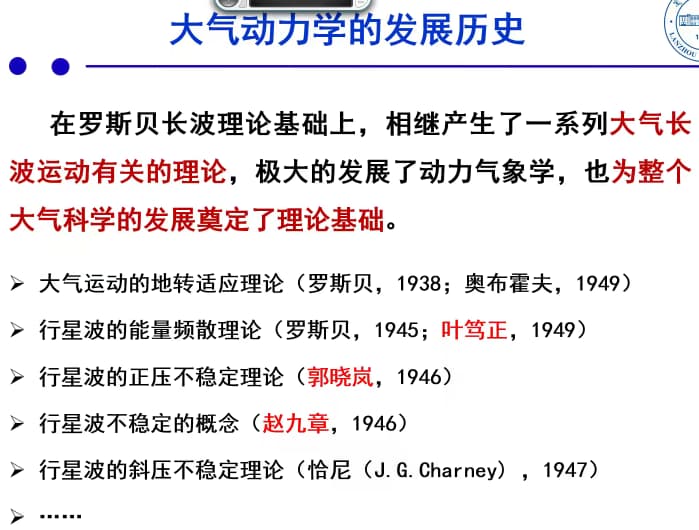 大气动力学的发展历史
在罗斯贝长波理论基础上，相继产生了一系列大气长
波运动有关的理论，极大的发展了动力气象学，也为整个
大气科学的发展奠定了理论基础。
大气运动的地转适应理论（罗斯贝，1938；奥布霍夫，1949）
行星波的能量频散理论（罗斯贝，1945；叶笃正，1949）
行星波的正压不稳定理论（郭晓岚，1946）
行星波不稳定的概念（赵九章，1946）
行星波的斜压不稳定理论（恰尼（J.G.Charney），1947）
……
LANZHOU